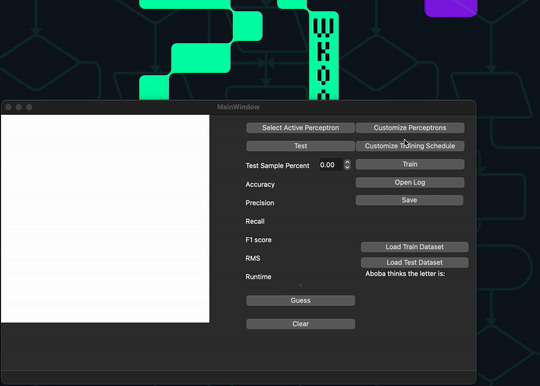 MainWindow
Select Active Perceptron
Customize Perceptrons
Test
Customize Training Schedule
Test Sample Percent
0.00
Train
Accuracy
Open Log
Precision
Save
Recall
F1 score
Load Train Dataset
RMS
Load Test Dataset
Runtime
Aboba thinks the letter is:
Guess
Clear